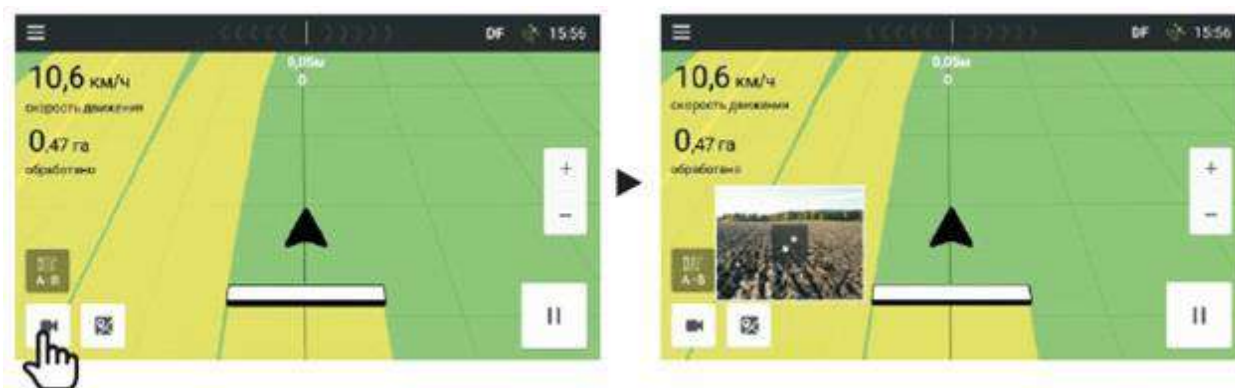 DF 15:56
0,05м
0
10,6 км/ч
скорость движения
0,47 га
обработано
+
–
A-B
DF 15:56
0,05м
0
10,6 км/ч
скорость движения
0,47 га
обработано
+
–
A-B